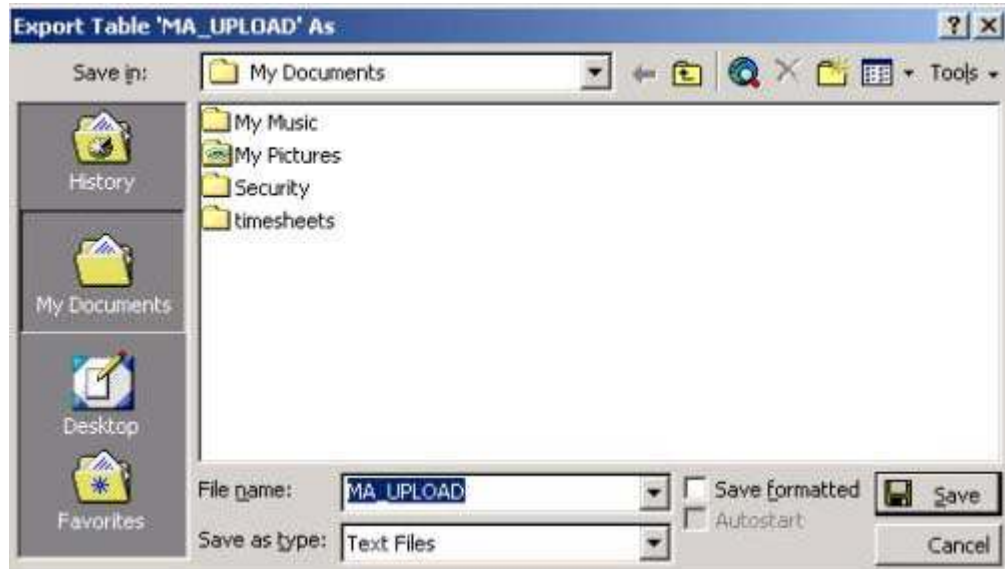 Export Table 'MA_UPLOAD' As
Save in:
My Documents
Tools
History
My Documents
Desktop
Favorites
My Music
My Pictures
Security
timesheets
File name:
MA_UPLOAD
Save formatted
Save
Autostart
Save as type:
Text Files
Cancel